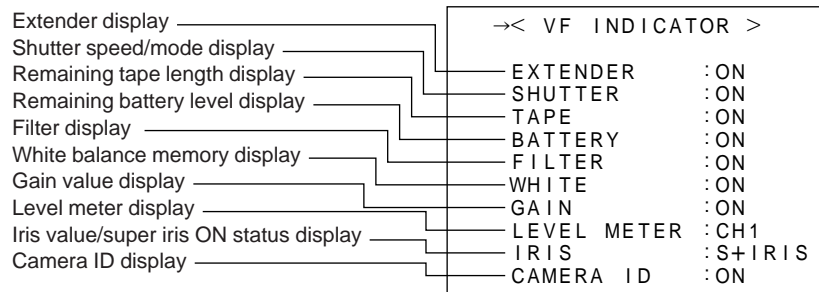 Extender display
Shutter speed/mode display
Remaining tape length display
Remaining battery level display
Filter display
White balance memory display
Gain value display
Level meter display
Iris value/super iris ON status display
Camera ID display
→< VF INDICATOR >
EXTENDER :ON
SHUTTER :ON
TAPE :ON
BATTERY :ON
FILTER :ON
WHITE :ON
GAIN :ON
LEVEL METER :CH1
IRIS :S+IRIS
CAMERA ID :ON